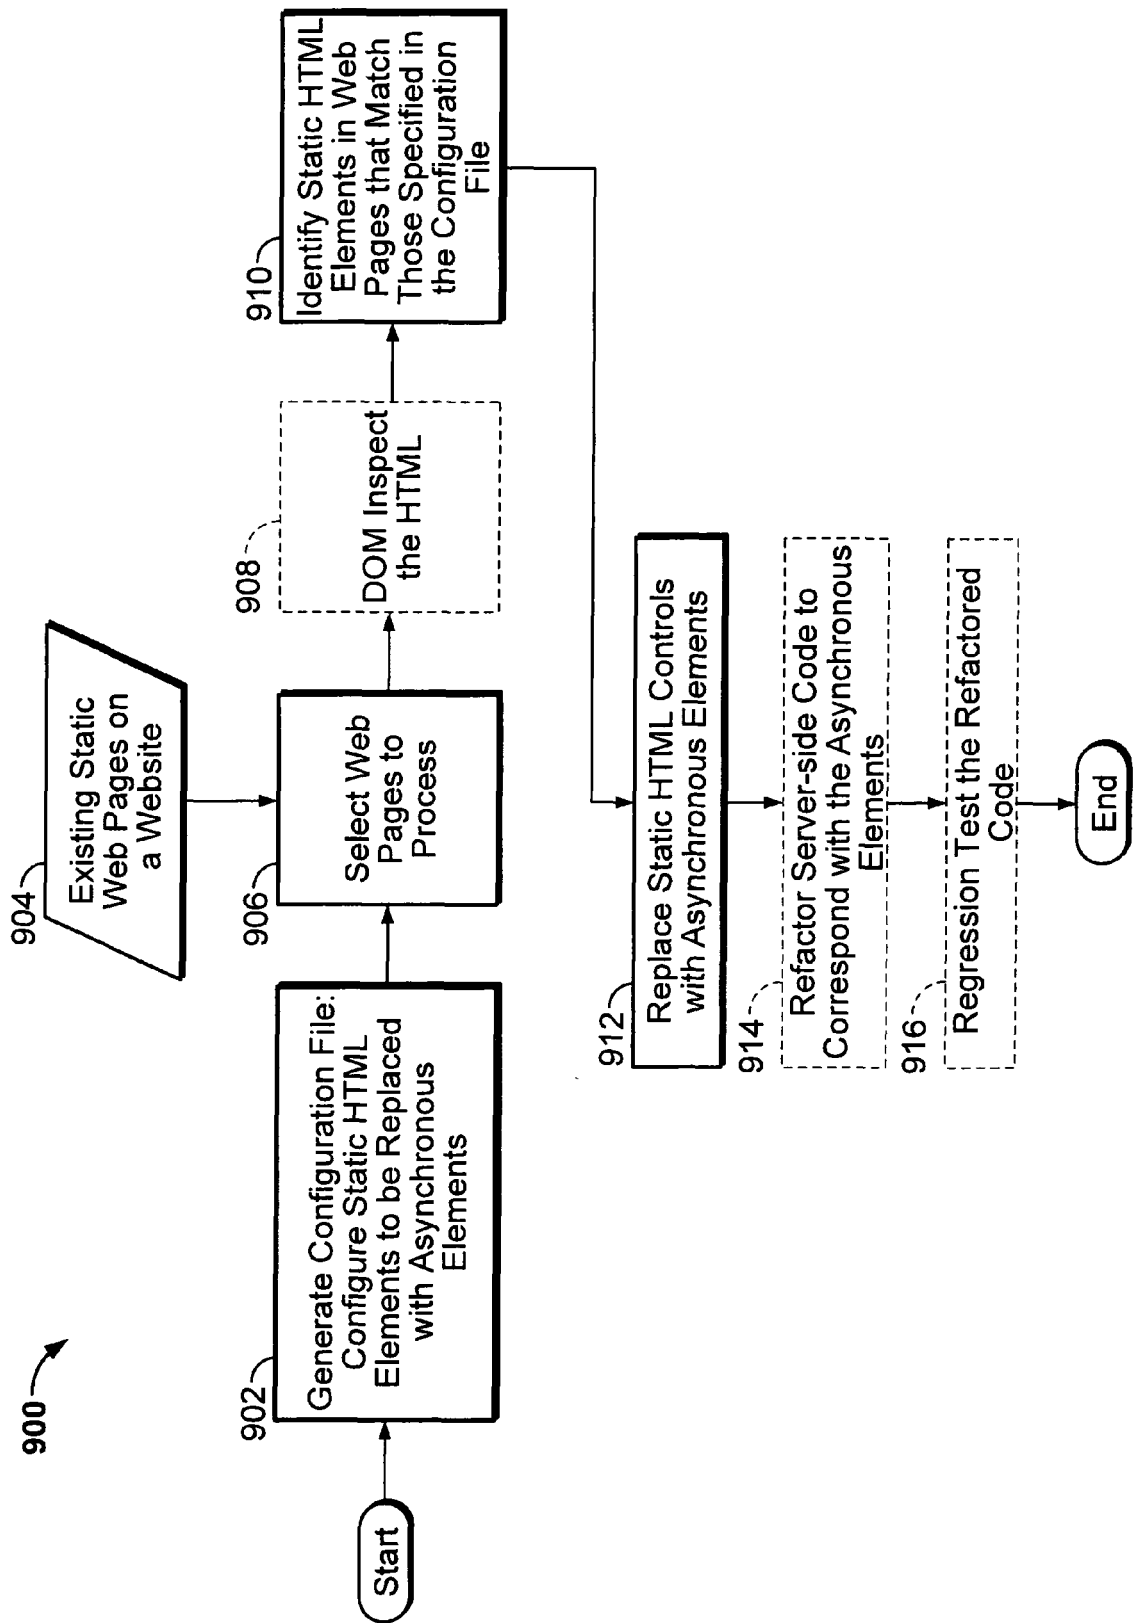 900
Start
902
Generate Configuration File:
Configure Static HTML
Elements to be Replaced
with Asynchronous
Elements
904
Existing Static
Web Pages on
a Website
906
Select Web
Pages to
Process
908
DOM Inspect
the HTML
910
Identify Static HTML
Elements in Web
Pages that Match
Those Specified in
the Configuration
File
912
Replace Static HTML Controls
with Asynchronous Elements
914
Refactor Server-side Code to
Correspond with the Asynchronous
Elements
916
Regression Test the Refactored
Code
End